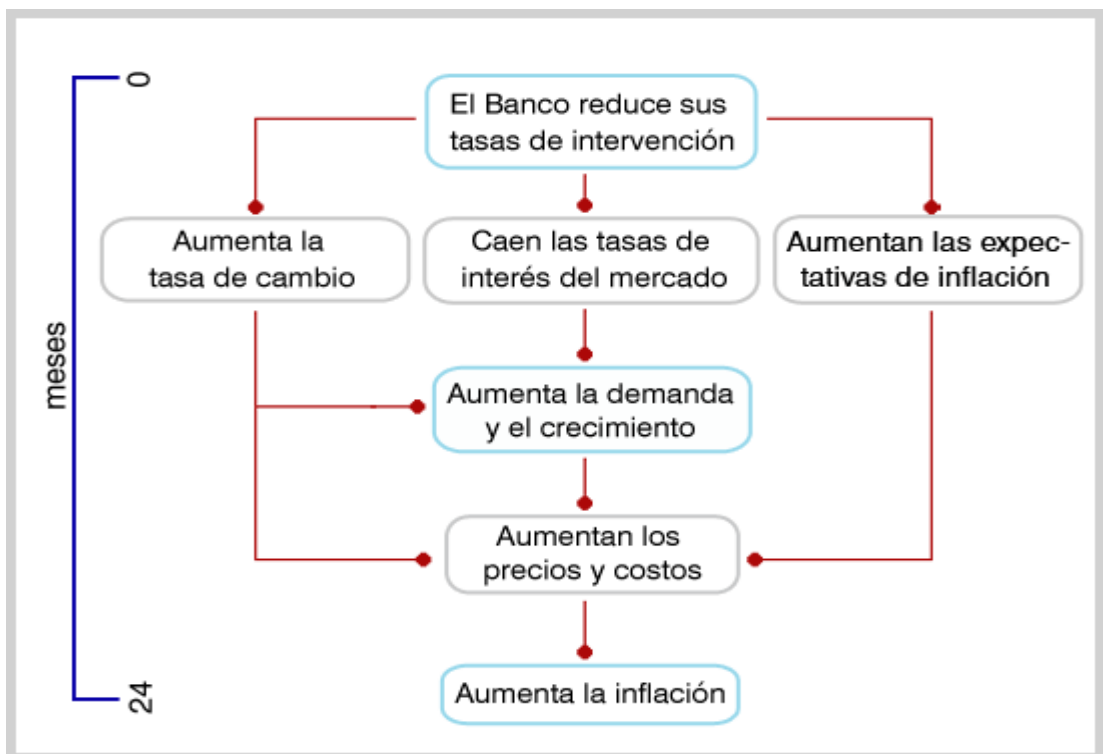 0
El Banco reduce sus
tasas de intervención
Aumenta la
tasa de cambio
Caen las tasas de
interés del mercado
Aumentan las expec-
tativas de inflación
meses
Aumenta la demanda
y el crecimiento
Aumentan los
precios y costos
24
Aumenta la inflación